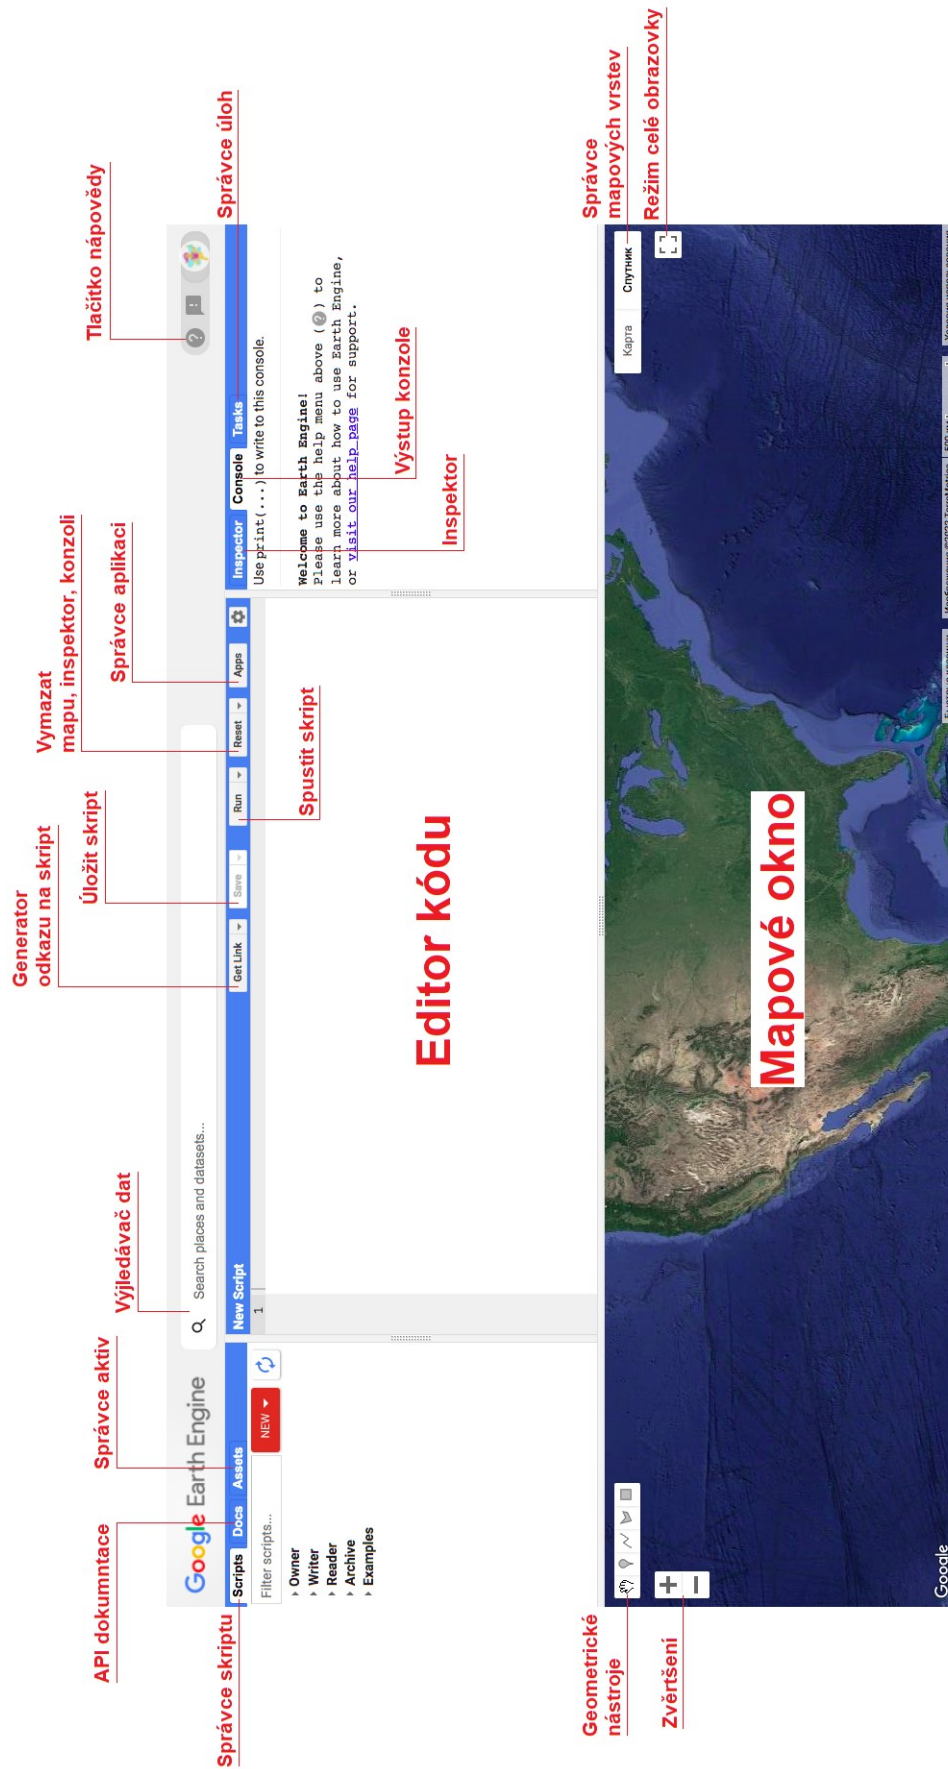 Generator
odkazu na skript
Úložit skript
Vymazat
mapu, inspektor, konzoli
Správce aplikaci
Tlačítko nápovědy
Správce úloh
API dokumntace
Správce aktiv
Výjledávač dat
Správce skriptu
Google Earth Engine
Search places and datasets...
Scripts Docs Assets
New Script
Get Link Save Run Reset Apps
Inspector Console Tasks
Filter scripts...
NEW
Owner
Writer
Reader
Archive
Examples
1
Use print(...) to write to this console.
Welcome to Earth Engine!
Please use the help menu above (?) to
learn more about how to use Earth Engine,
or visit our help page for support.
Spustit skript
Výstup konzole
Inspektor
Editor kódu
Geometrické
nástroje
Zvěrtšení
Správce
mapových vrstev
Režim celé obrazovky
Карта Спутник
Mapové okno
Google